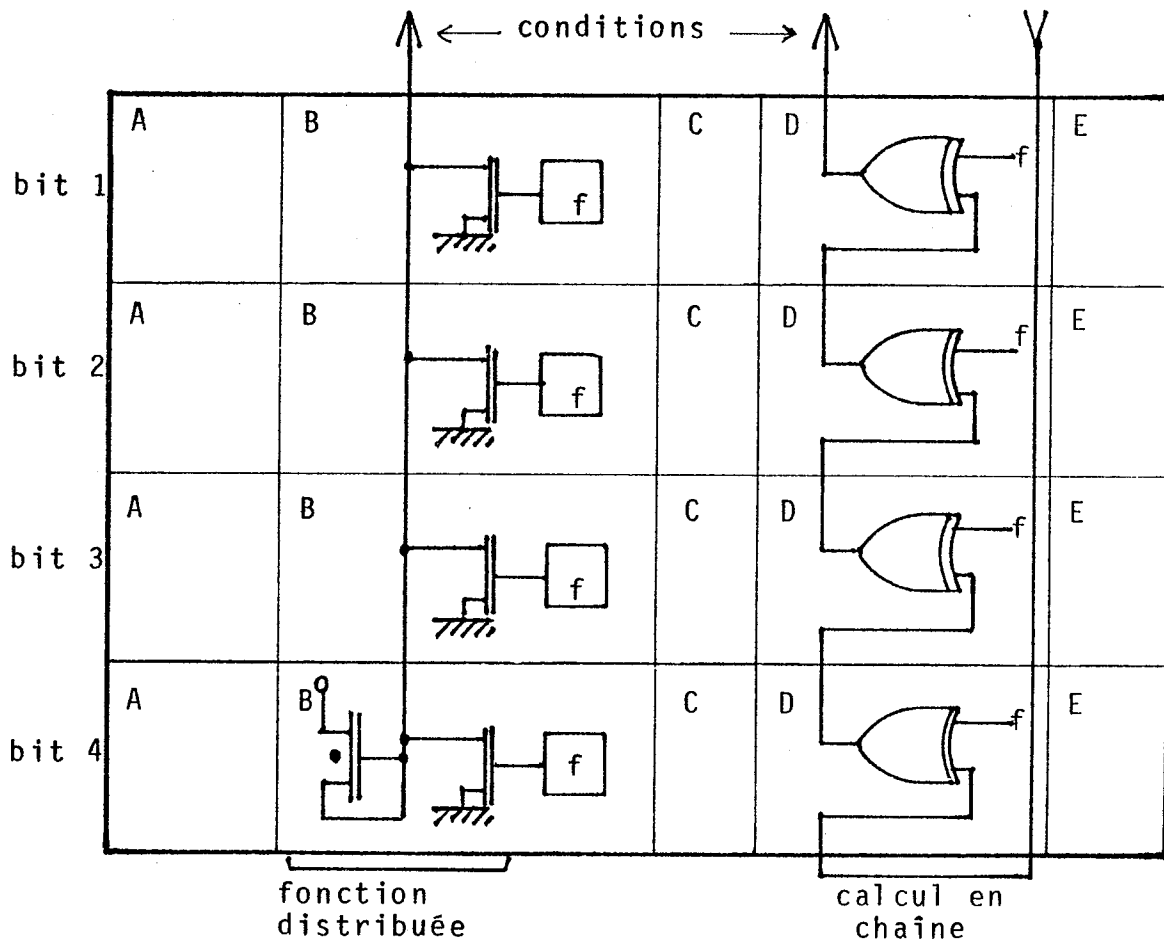 conditions
A B C D E
bit 1 f f
A B C D E
bit 2 f f
A B C D E
bit 3 f f
A B C D E
bit 4 f f
fonction
distribuée
calcul en
chaîne